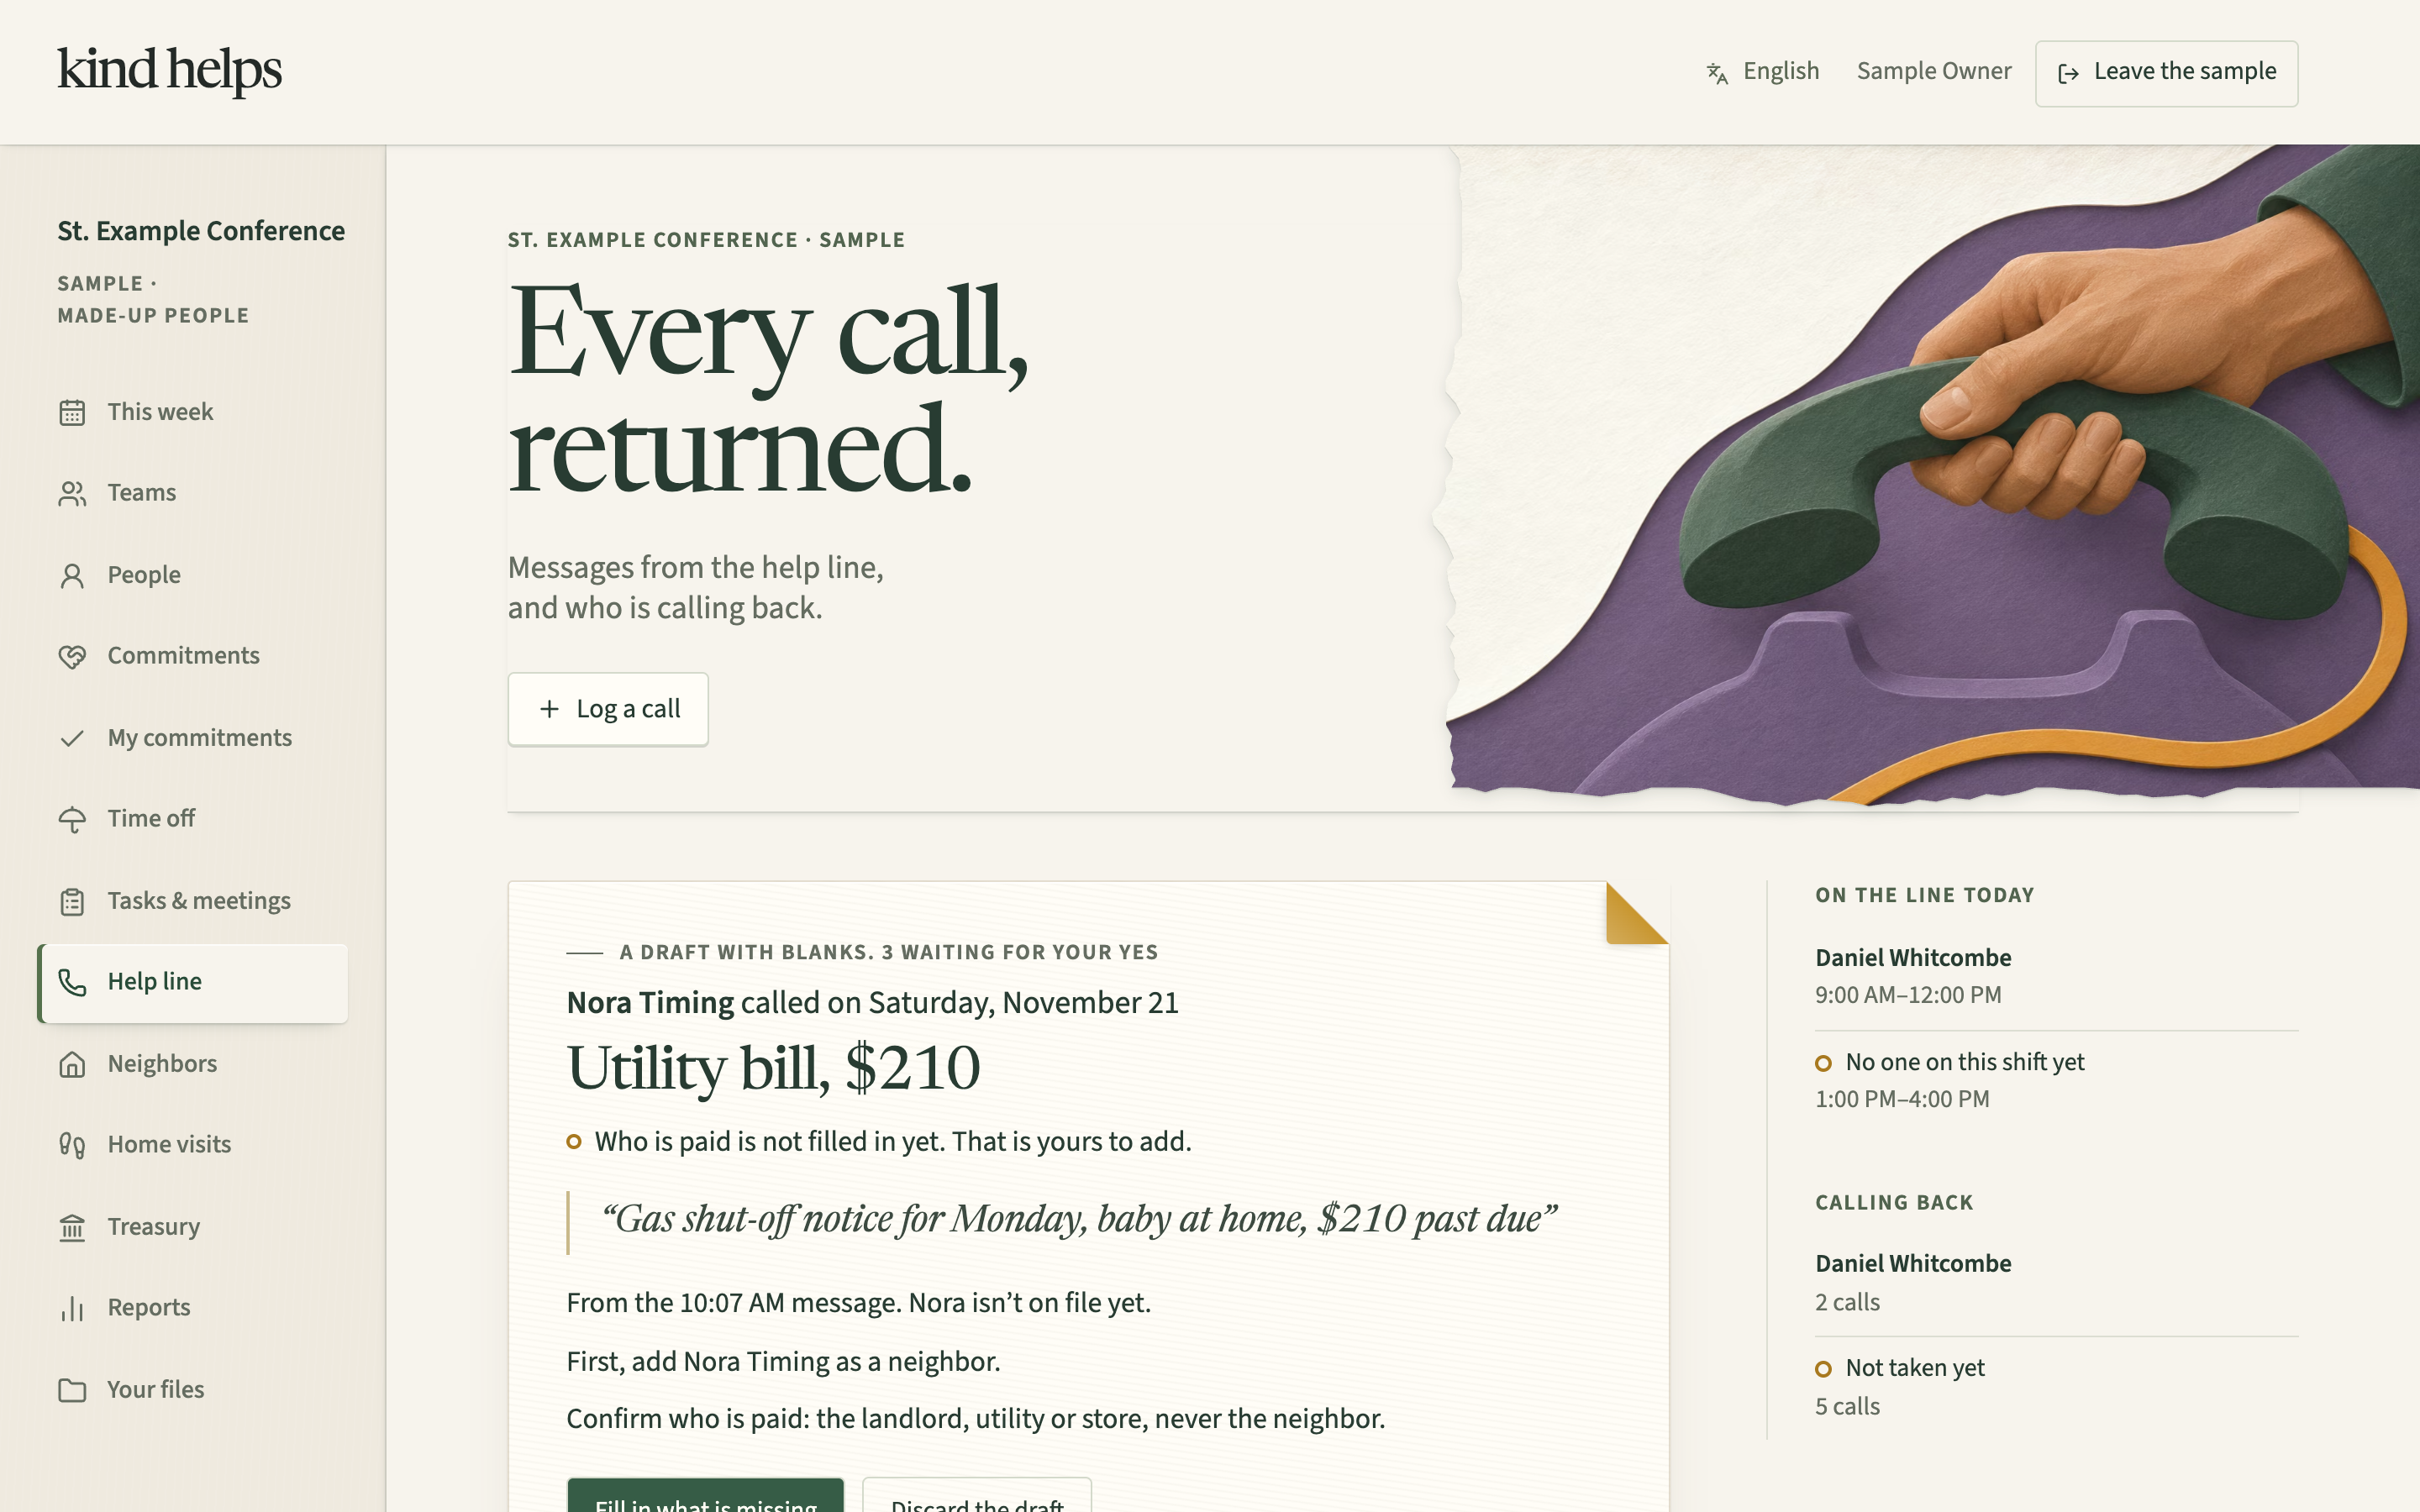 kind helps
English
Sample Owner
Leave the sample
St. Example Conference
SAMPLE ·
MADE-UP PEOPLE
This week
Teams
People
Commitments
My commitments
Time off
Tasks & meetings
Help line
Neighbors
Home visits
Treasury
Reports
Your files
ST. EXAMPLE CONFERENCE · SAMPLE
Every call,
returned.
Messages from the help line,
and who is calling back.
Log a call
A DRAFT WITH BLANKS. 3 WAITING FOR YOUR YES
Nora Timing called on Saturday, November 21
Utility bill, $210
Who is paid is not filled in yet. That is yours to add.
“Gas shut-off notice for Monday, baby at home, $210 past due”
From the 10:07 AM message. Nora isn’t on file yet.
First, add Nora Timing as a neighbor.
Confirm who is paid: the landlord, utility or store, never the neighbor.
Fill in what is missing
Discard the draft
ON THE LINE TODAY
Daniel Whitcombe
9:00 AM–12:00 PM
No one on this shift yet
1:00 PM–4:00 PM
CALLING BACK
Daniel Whitcombe
2 calls
Not taken yet
5 calls